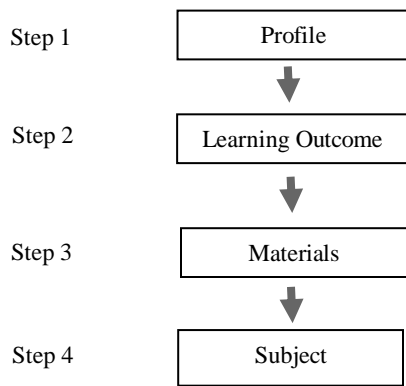 Step 1 Profile
Step 2 Learning Outcome
Step 3 Materials
Step 4 Subject